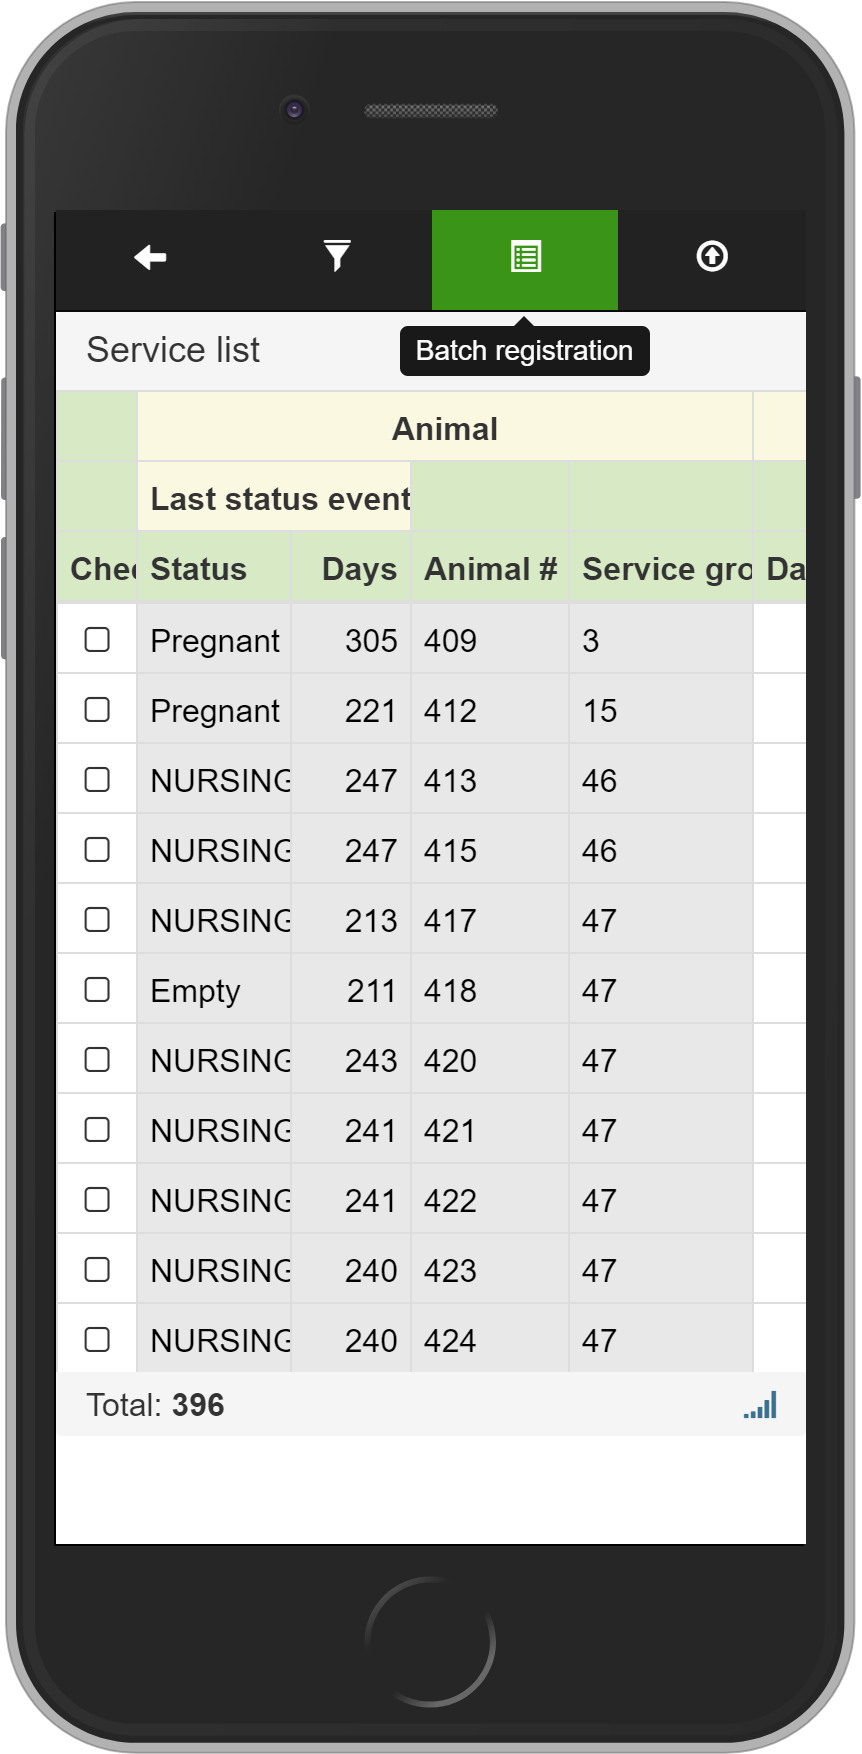 Service list
Batch registration
Animal
Last status event
Chec Status Days Animal # Service gro Da
Pregnant 305 409 3
Pregnant 221 412 15
NURSING 247 413 46
NURSING 247 415 46
NURSING 213 417 47
Empty 211 418 47
NURSING 243 420 47
NURSING 241 421 47
NURSING 241 422 47
NURSING 240 423 47
NURSING 240 424 47
Total: 396